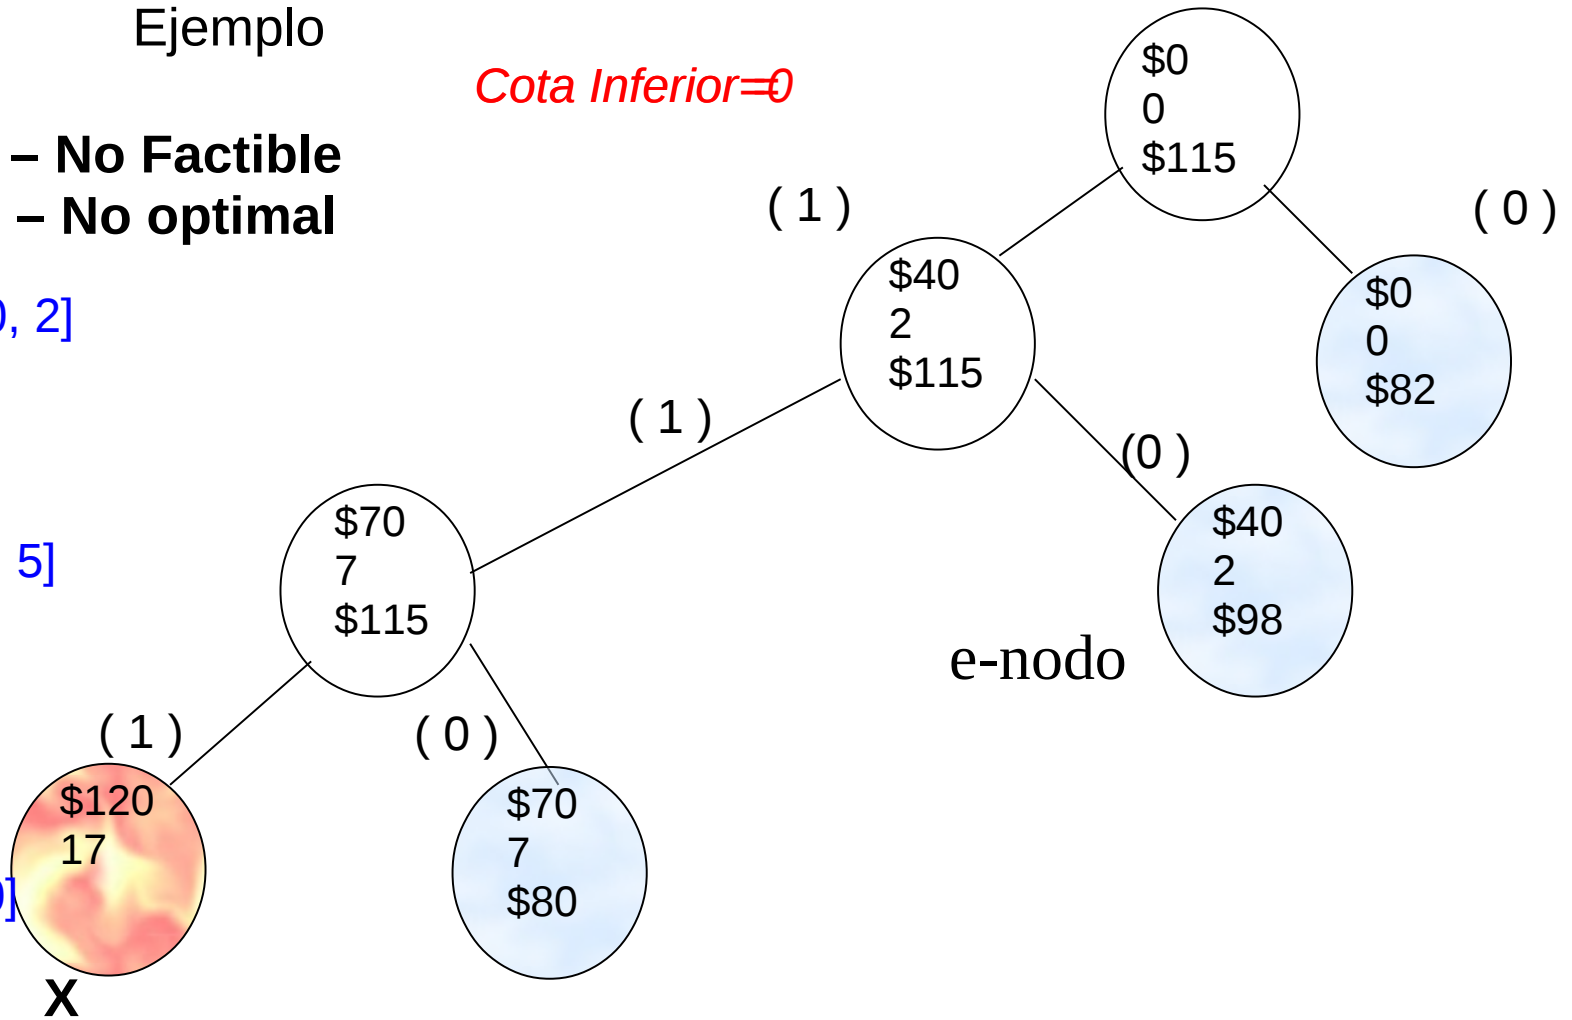 Ejemplo
Cota Inferior=0
– No Factible
– No optimal
$0
0
$115
( 1 )
( 0 )
, 2]
$40
2
$115
$0
0
$82
( 1 )
(0 )
5]
$70
7
$115
$40
2
$98
e-nodo
( 1 )
( 0 )
$120
17
]
$70
7
$80
X